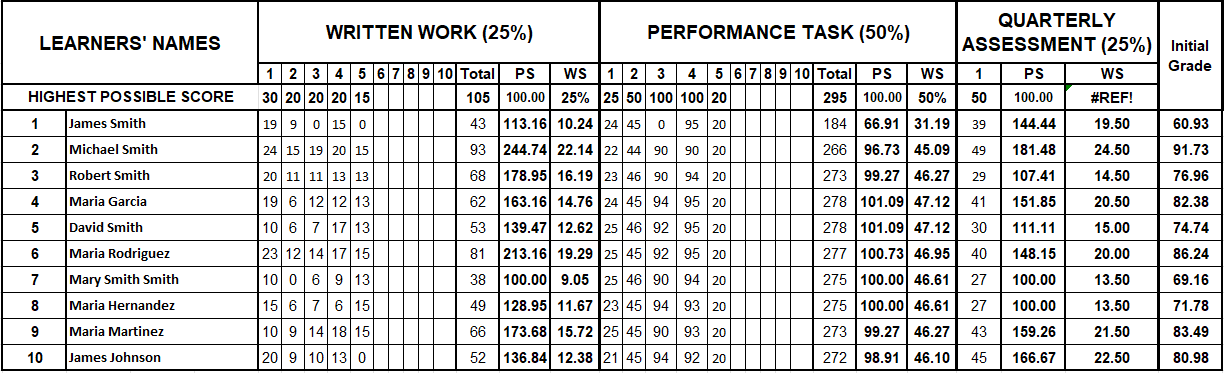 LEARNERS' NAMES WRITTEN WORK (25%) PERFORMANCE TASK (50%) QUARTERLY ASSESSMENT (25%) Initial Grade
1 2 3 4 5 6 7 8 9 10 Total PS WS 1 2 3 4 5 6 7 8 9 10 Total PS WS 1 PS WS
HIGHEST POSSIBLE SCORE 30 20 20 20 15 105 100.00 25% 25 50 100 100 20 295 100.00 50% 50 100.00 #REF!
1 James Smith 19 9 0 15 0 43 113.16 10.24 24 45 0 95 20 184 66.91 31.19 39 144.44 19.50 60.93
2 Michael Smith 24 15 19 20 15 93 244.74 22.14 22 44 90 90 20 266 96.73 45.09 49 181.48 24.50 91.73
3 Robert Smith 20 11 11 13 13 68 178.95 16.19 23 46 90 94 20 273 99.27 46.27 29 107.41 14.50 76.96
4 Maria Garcia 19 6 12 12 13 62 163.16 14.76 24 45 94 95 20 278 101.09 47.12 41 151.85 20.50 82.38
5 David Smith 10 6 7 17 13 53 139.47 12.62 25 46 92 95 20 278 101.09 47.12 30 111.11 15.00 74.74
6 Maria Rodriguez 23 12 14 17 15 81 213.16 19.29 25 45 92 95 20 277 100.73 46.95 40 148.15 20.00 86.24
7 Mary Smith Smith 10 0 6 9 13 38 100.00 9.05 25 46 90 94 20 275 100.00 46.61 27 100.00 13.50 69.16
8 Maria Hernandez 15 6 7 6 15 49 128.95 11.67 23 45 94 93 20 275 100.00 46.61 27 100.00 13.50 71.78
9 Maria Martinez 10 9 14 18 15 66 173.68 15.72 25 45 90 93 20 273 99.27 46.27 43 159.26 21.50 83.49
10 James Johnson 20 9 10 13 0 52 136.84 12.38 21 45 94 92 20 272 98.91 46.10 45 166.67 22.50 80.98